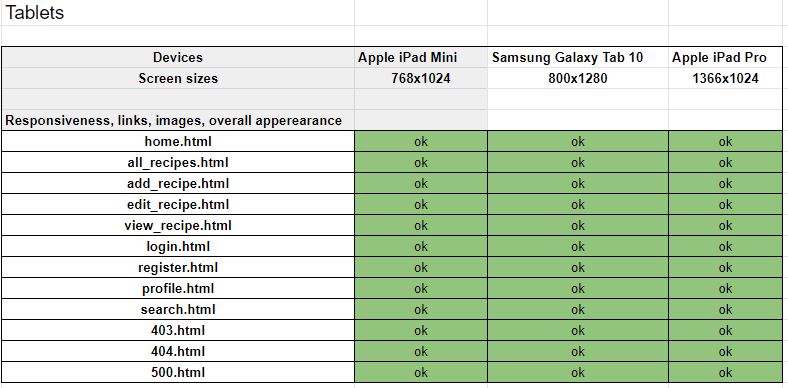 Tablets
Devices Apple iPad Mini Samsung Galaxy Tab 10 Apple iPad Pro
Screen sizes 768x1024 800x1280 1366x1024
Responsiveness, links, images, overall apperearance
home.html ok ok ok
all_recipes.html ok ok ok
add_recipe.html ok ok ok
edit_recipe.html ok ok ok
view_recipe.html ok ok ok
login.html ok ok ok
register.html ok ok ok
profile.html ok ok ok
search.html ok ok ok
403.html ok ok ok
404.html ok ok ok
500.html ok ok ok